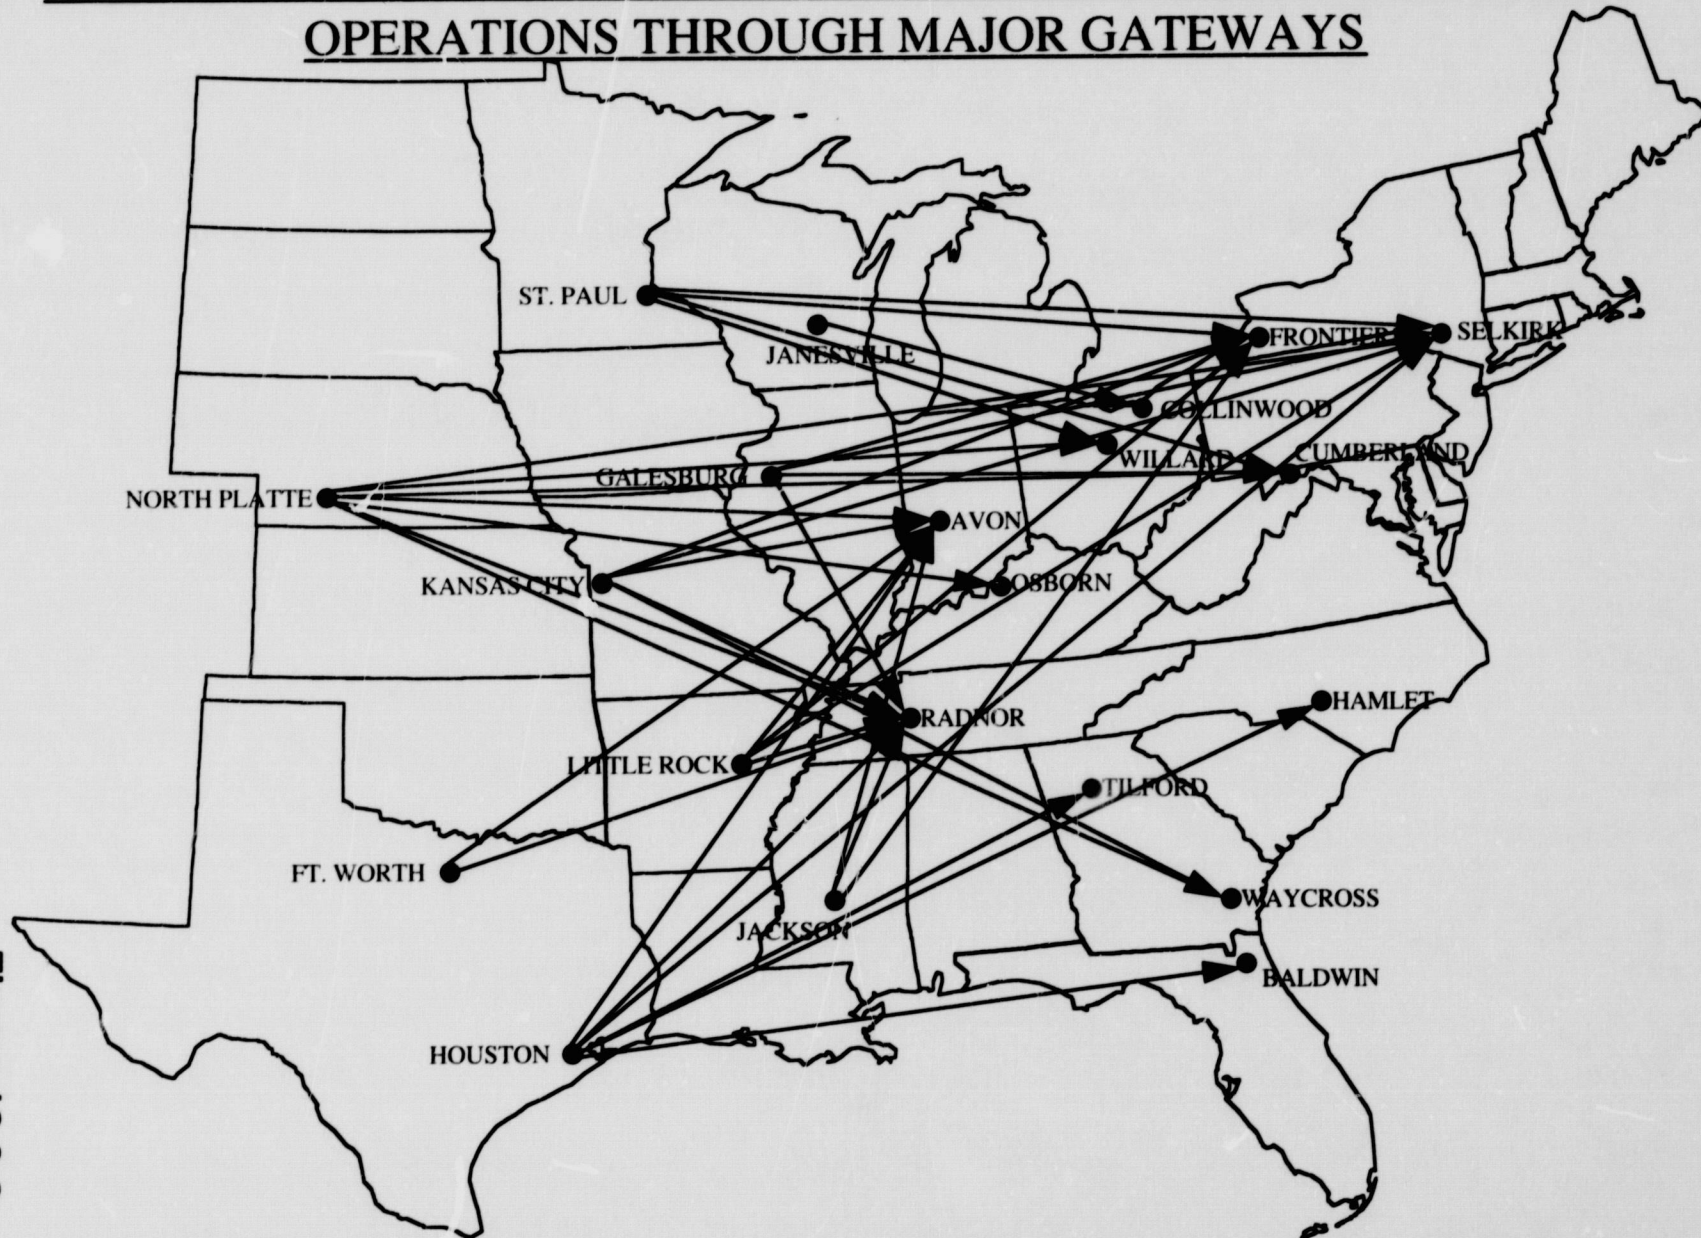 OPERATIONS THROUGH MAJOR GATEWAYS
ST. PAUL
JANESVILLE
FRONTIER
SELKIRK
COLLINWOOD
WILLARD
CUMBERLAND
GALESBURG
NORTH PLATTE
AVON
KANSAS CITY
OSBORN
HAMLET
RADNOR
LITTLE ROCK
TILFORD
FT. WORTH
WAYCROSS
JACKSON
BALDWIN
HOUSTON